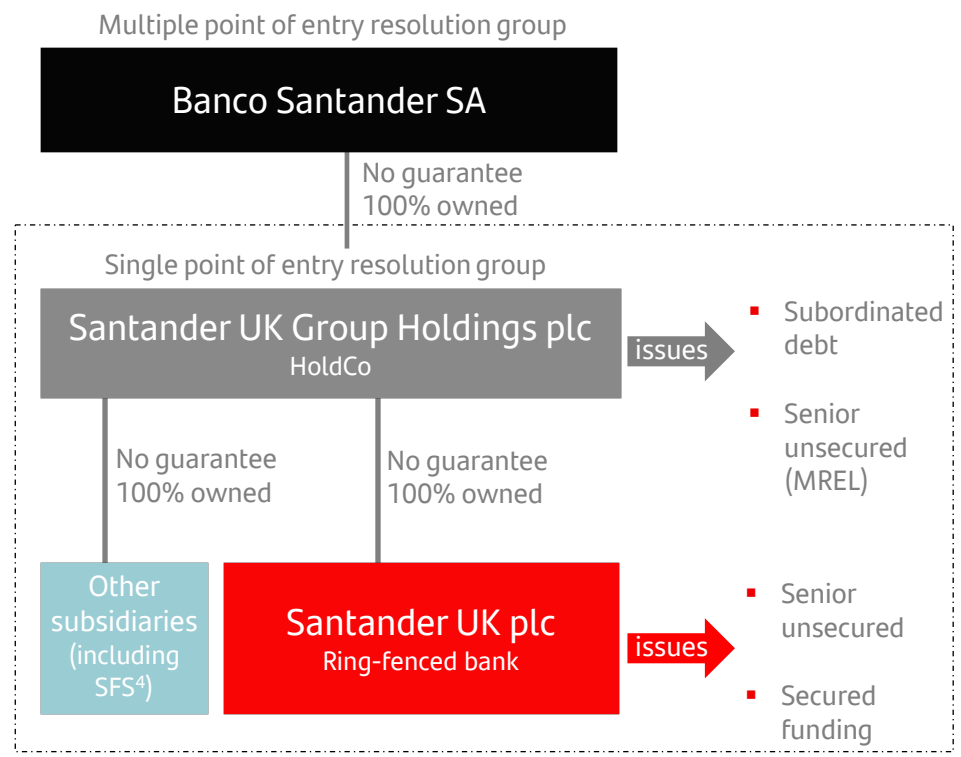 Multiple point of entry resolution group
Banco Santander SA
No guarantee
100% owned
Single point of entry resolution group
Santander UK Group Holdings plc
HoldCo
issues
▪ Subordinated
debt
▪ Senior
unsecured
(MREL)
No guarantee
100% owned
No guarantee
100% owned
Other
subsidiaries
(including
SFS⁴)
Santander UK plc
Ring-fenced bank
issues
▪ Senior
unsecured
▪ Secured
funding